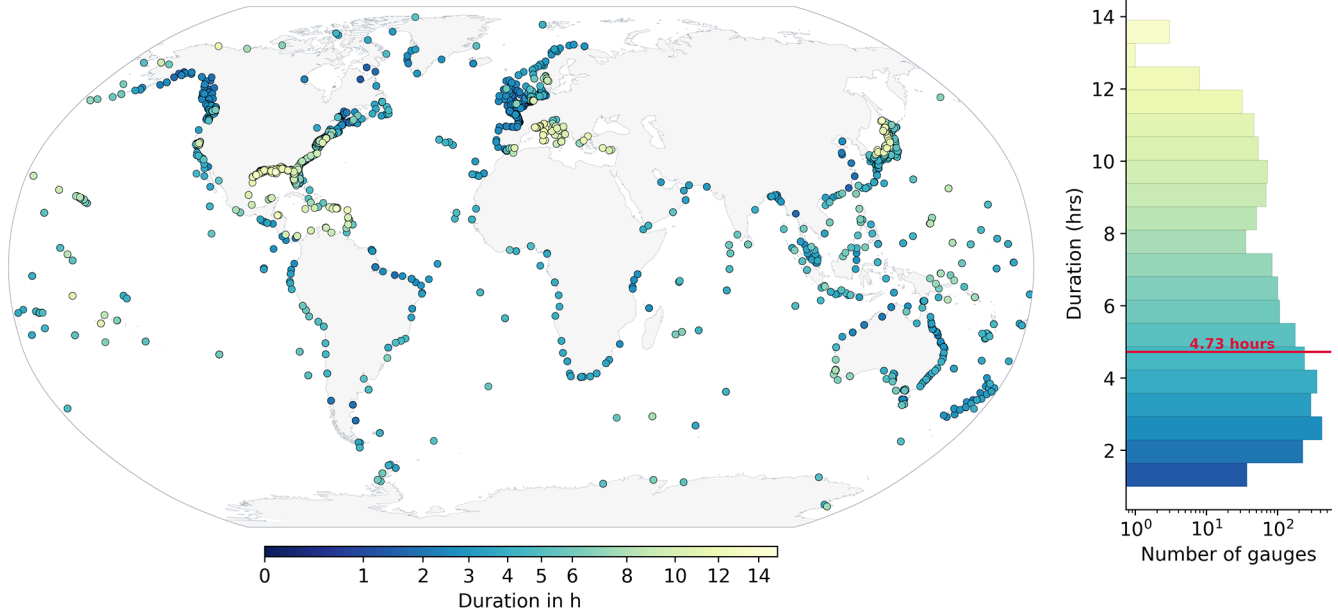 14
12
10
8
6
4
2
Duration (hrs)
4.73 hours
10⁰ 10¹ 10²
Number of gauges
0 1 2 3 4 5 6 8 10 12 14
Duration in h